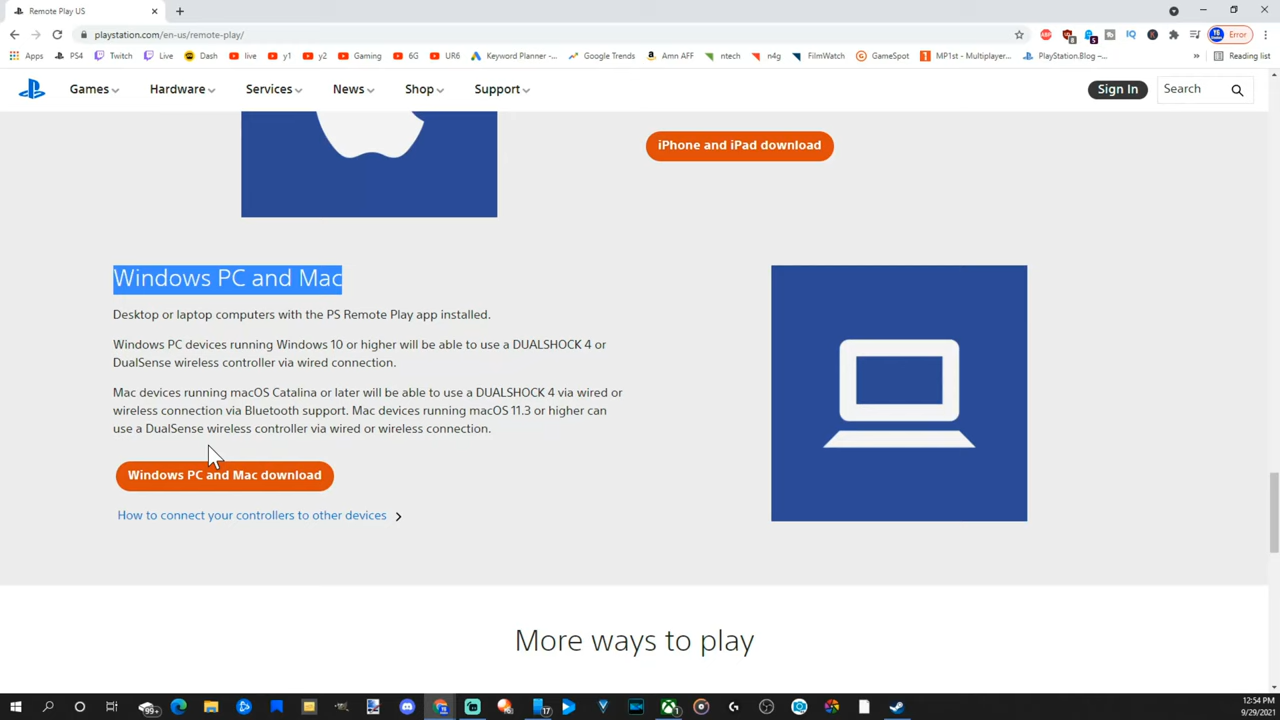 Remote Play US
playstation.com/en-us/remote-play/
Error
Apps PS4 Twitch Live live y1 y2 Gaming 6G UR6 Keyword Planner -... Google Trends Amn AFF ntech n4g FilmWatch GameSpot MP1st - Multiplayer... PlayStation.Blog –... » Reading list
Games Hardware Services News Shop Support Sign In Search
iPhone and iPad download
Windows PC and Mac
Desktop or laptop computers with the PS Remote Play app installed.
Windows PC devices running Windows 10 or higher will be able to use a DUALSHOCK 4 or
DualSense wireless controller via wired connection.
Mac devices running macOS Catalina or later will be able to use a DUALSHOCK 4 via wired or
wireless connection via Bluetooth support. Mac devices running macOS 11.3 or higher can
use a DualSense wireless controller via wired or wireless connection.
Windows PC and Mac download
How to connect your controllers to other devices
More ways to play
99+
17
12:54 PM
9/29/2021